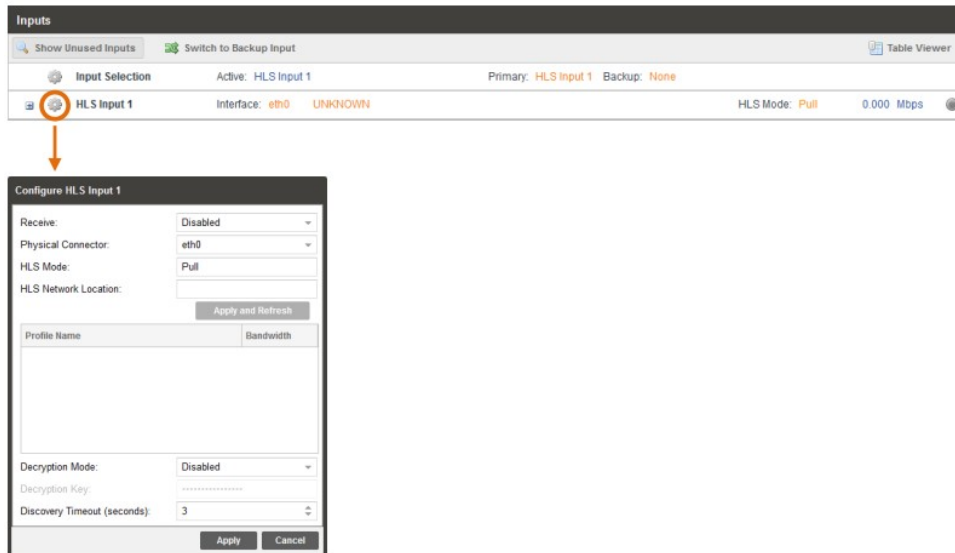 Inputs
Show Unused Inputs Switch to Backup Input Table Viewer
Input Selection Active: HLS Input 1 Primary: HLS Input 1 Backup: None
HLS Input 1 Interface: eth0 UNKNOWN HLS Mode: Pull 0.000 Mbps
Configure HLS Input 1
Receive: Disabled
Physical Connector: eth0
HLS Mode: Pull
HLS Network Location:
Apply and Refresh
Profile Name Bandwidth
Decryption Mode: Disabled
Decryption Key: ----------------
Discovery Timeout (seconds): 3
Apply Cancel